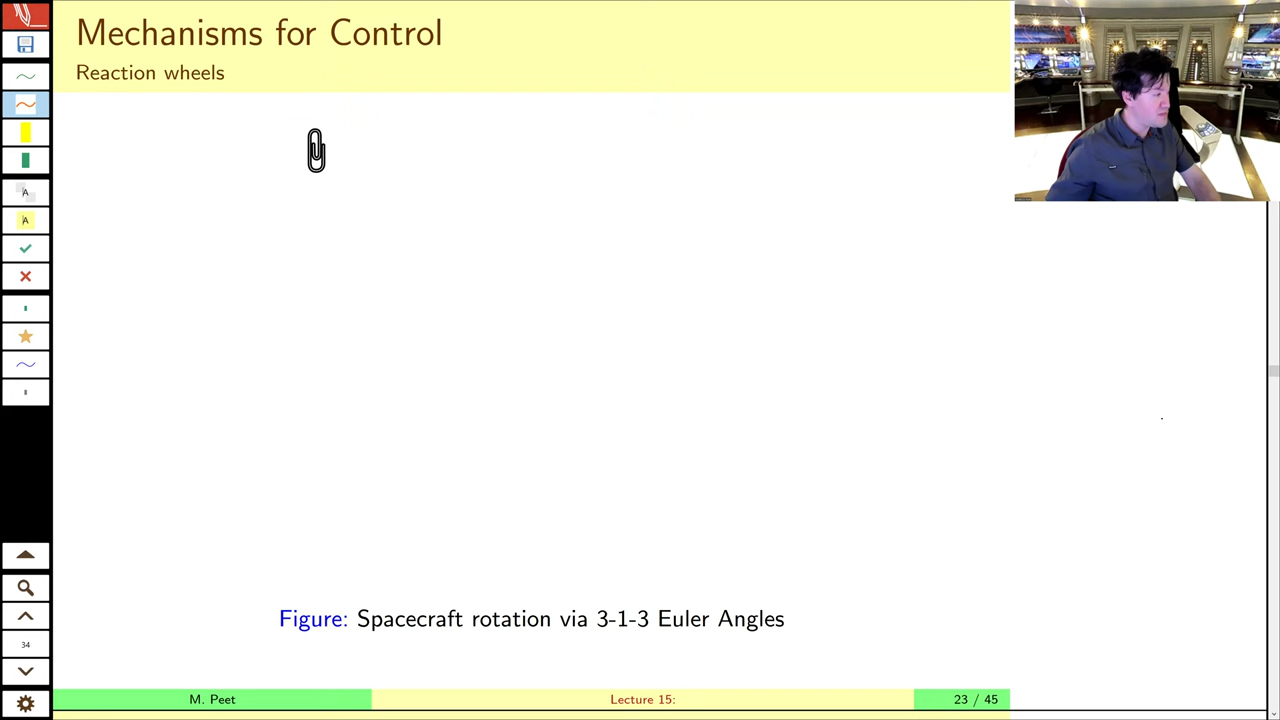 Mechanisms for Control
Reaction wheels
A
A
Figure: Spacecraft rotation via 3-1-3 Euler Angles
34
M. Peet
Lecture 15:
23 / 45